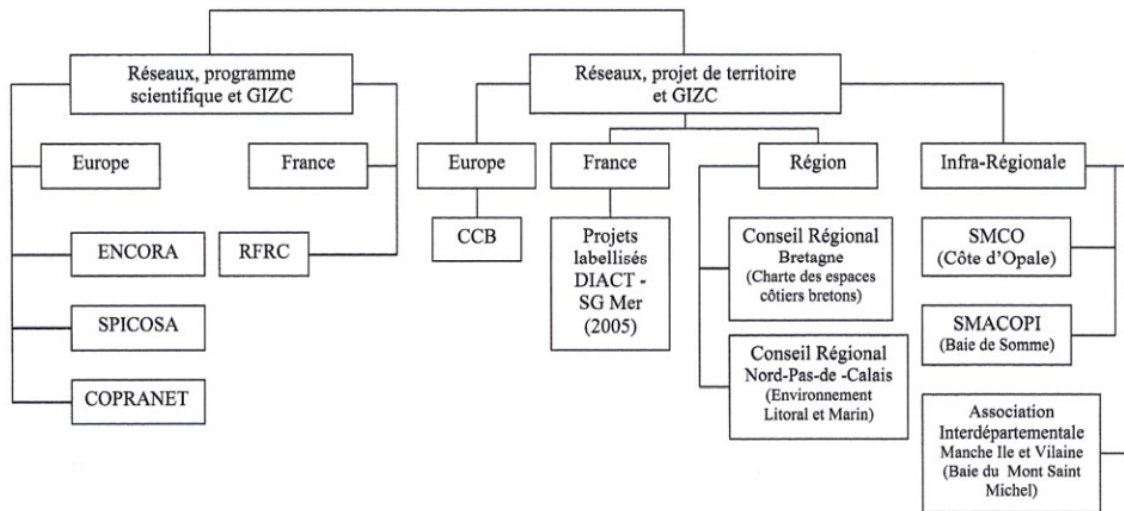 Réseaux, programme
scientifique et GIZC
Réseaux, projet de territoire
et GIZC
Europe
France
Europe
France
Région
Infra-Régionale
ENCORA
RFRC
SPICOSA
COPRANET
CCB
Projets
labellisés
DIACT -
SG Mer
(2005)
Conseil Régional
Bretagne
(Charte des espaces
côtiers bretons)
Conseil Régional
Nord-Pas-de -Calais
(Environnement
Litoral et Marin)
SMCO
(Côte d'Opale)
SMACOPI
(Baie de Somme)
Association
Interdépartementale
Manche Ile et Vilaine
(Baie du Mont Saint
Michel)